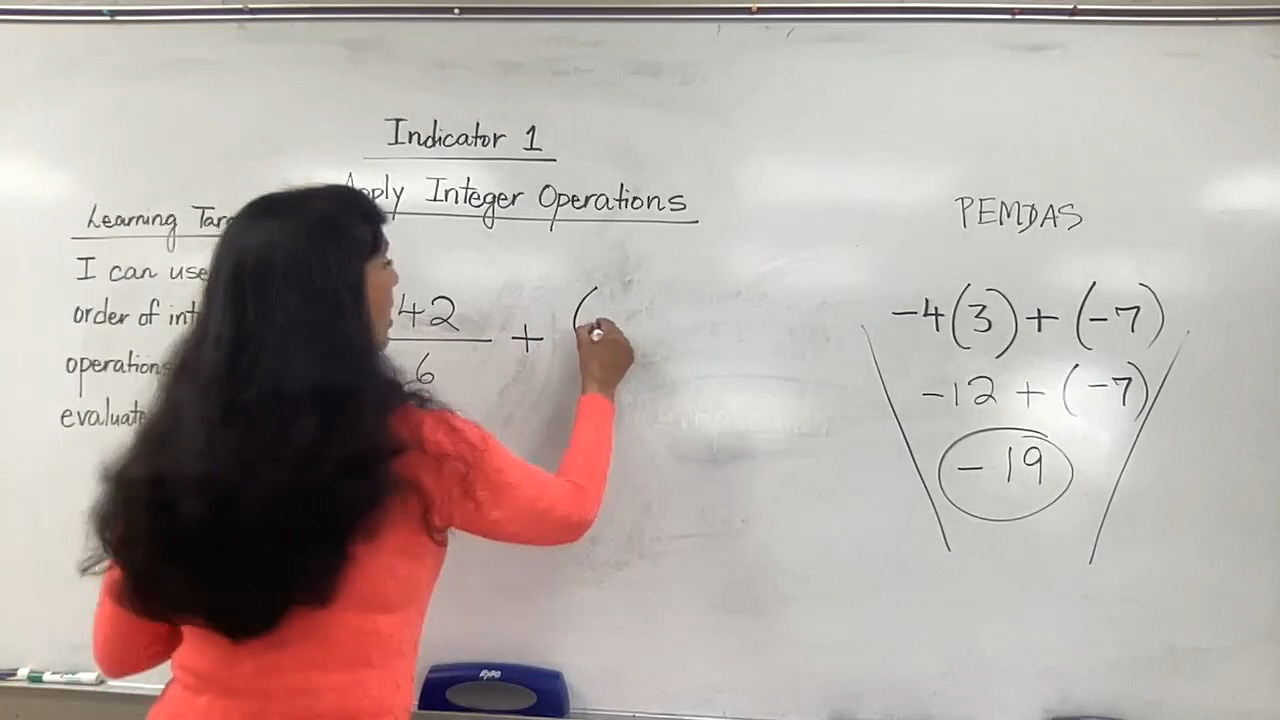 Indicator 1
Apply Integer Operations
Learning Tar
I can use
order of int
operations
evaluate
42
+ (
6
PEMDAS
-4(3) + (-7)
-12 + (-7)
-19
EXPO